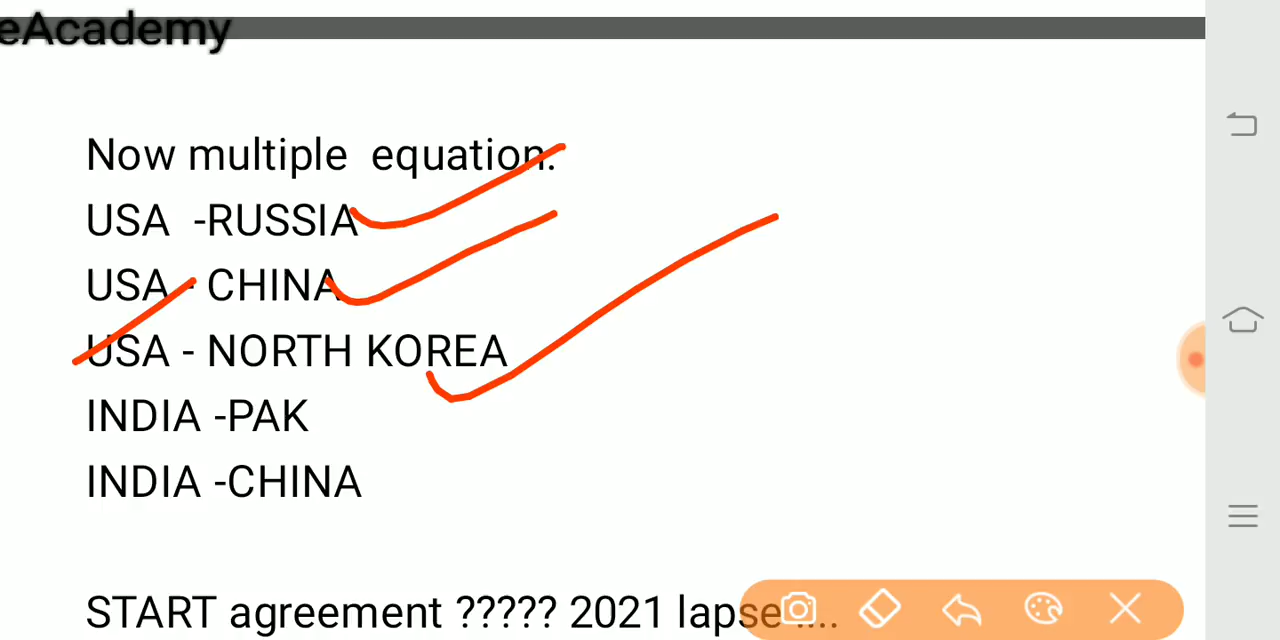 eAcademy
Now multiple equation.
USA -RUSSIA
USA - CHINA
USA - NORTH KOREA
INDIA -PAK
INDIA -CHINA
START agreement ????? 2021 lapse ....